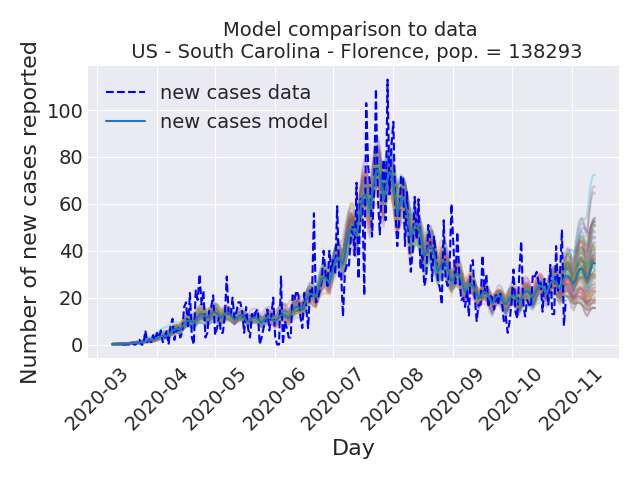 Model comparison to data
US - South Carolina - Florence, pop. = 138293
Number of new cases reported
new cases data
new cases model
100
80
60
40
20
0
2020-03
2020-04
2020-05
2020-06
2020-07
2020-08
2020-09
2020-10
2020-11
Day